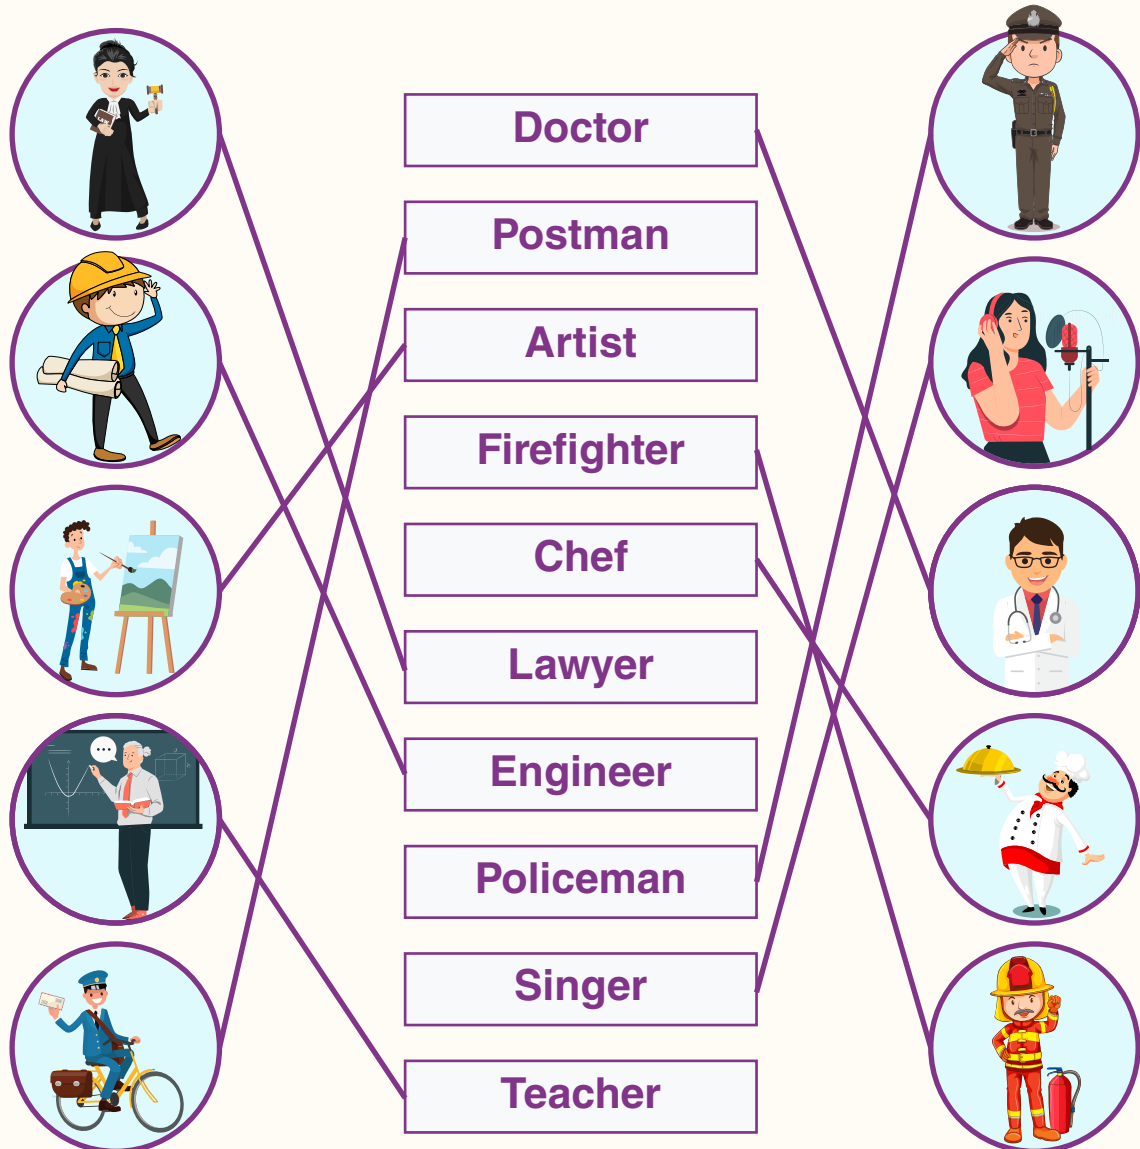 Doctor
Postman
Artist
Firefighter
Chef
Lawyer
Engineer
Policeman
Singer
Teacher